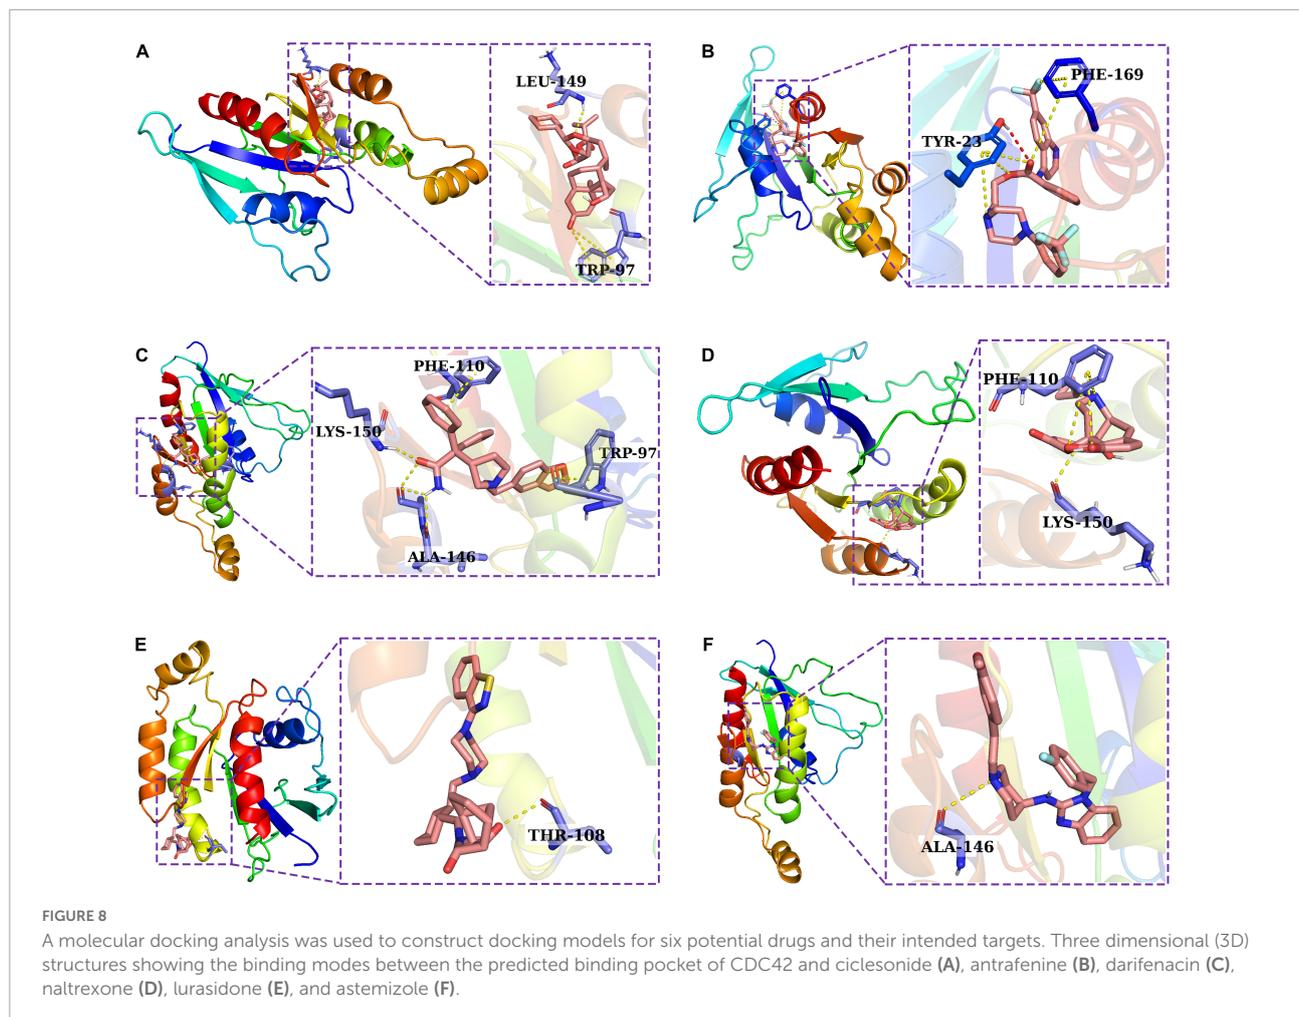 A
LEU-149
TRP-97
B
PHE-169
TYR-23
C
PHE-110
LYS-150
TRP-97
ALA-146
D
PHE-110
LYS-150
E
THR-108
F
ALA-146
FIGURE 8
A molecular docking analysis was used to construct docking models for six potential drugs and their intended targets. Three dimensional (3D)
structures showing the binding modes between the predicted binding pocket of CDC42 and ciclesonide (A), antrafenine (B), darifenacin (C),
naltrexone (D), lurasidone (E), and astemizole (F).